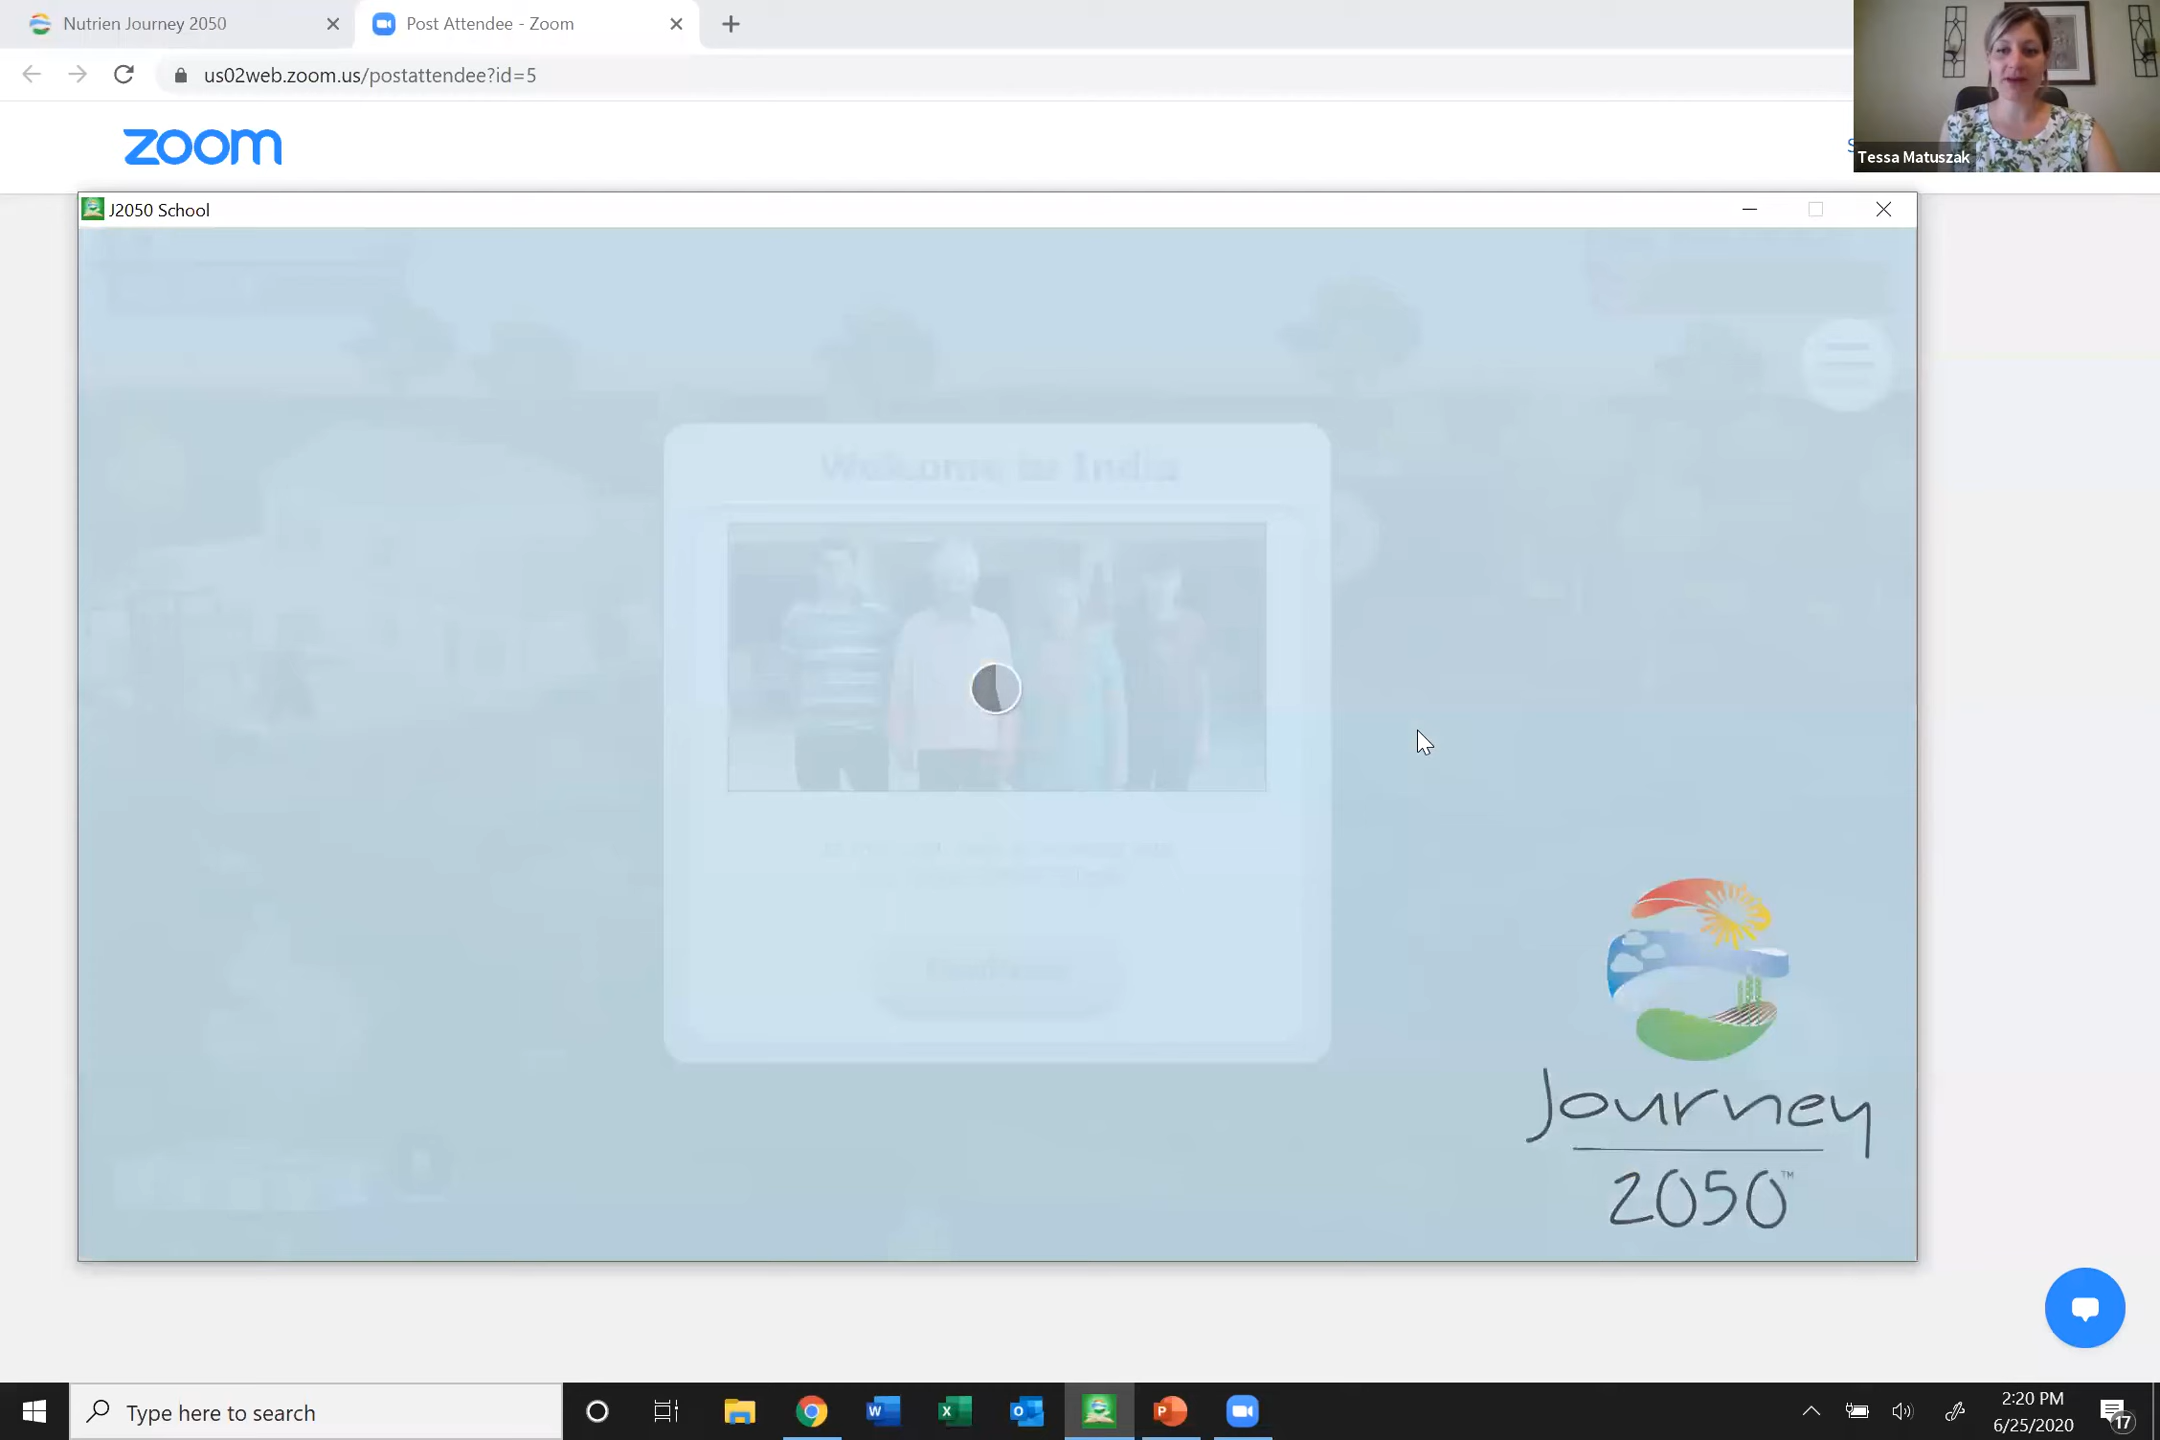 Nutrien Journey 2050
Post Attendee - Zoom
us02web.zoom.us/postattendee?id=5
zoom
Tessa Matuszak
J2050 School
Welcome to India
Journey
2050™
Type here to search
2:20 PM
6/25/2020
17